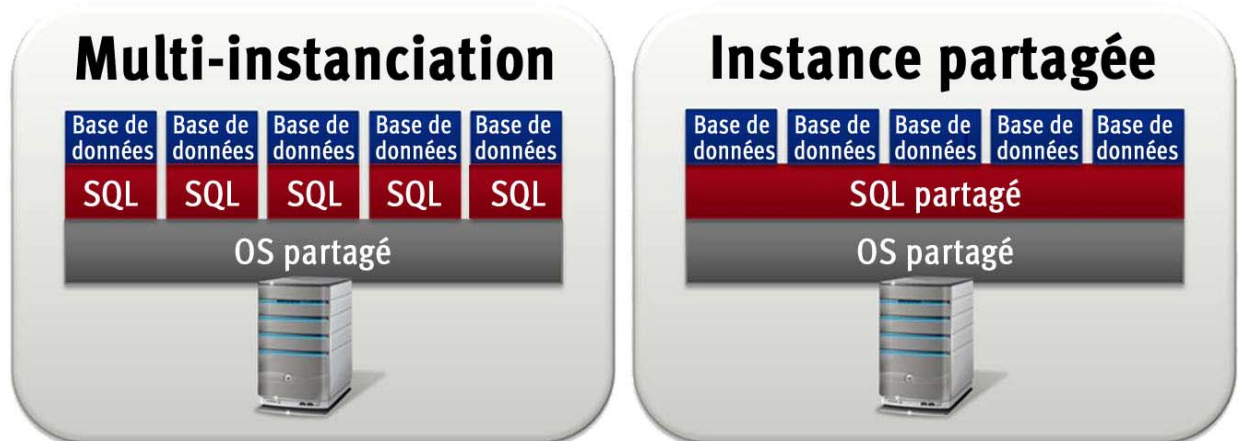 Multi-instanciation
Base de données
Base de données
Base de données
Base de données
Base de données
SQL
SQL
SQL
SQL
SQL
OS partagé
Instance partagée
Base de données
Base de données
Base de données
Base de données
Base de données
SQL partagé
OS partagé